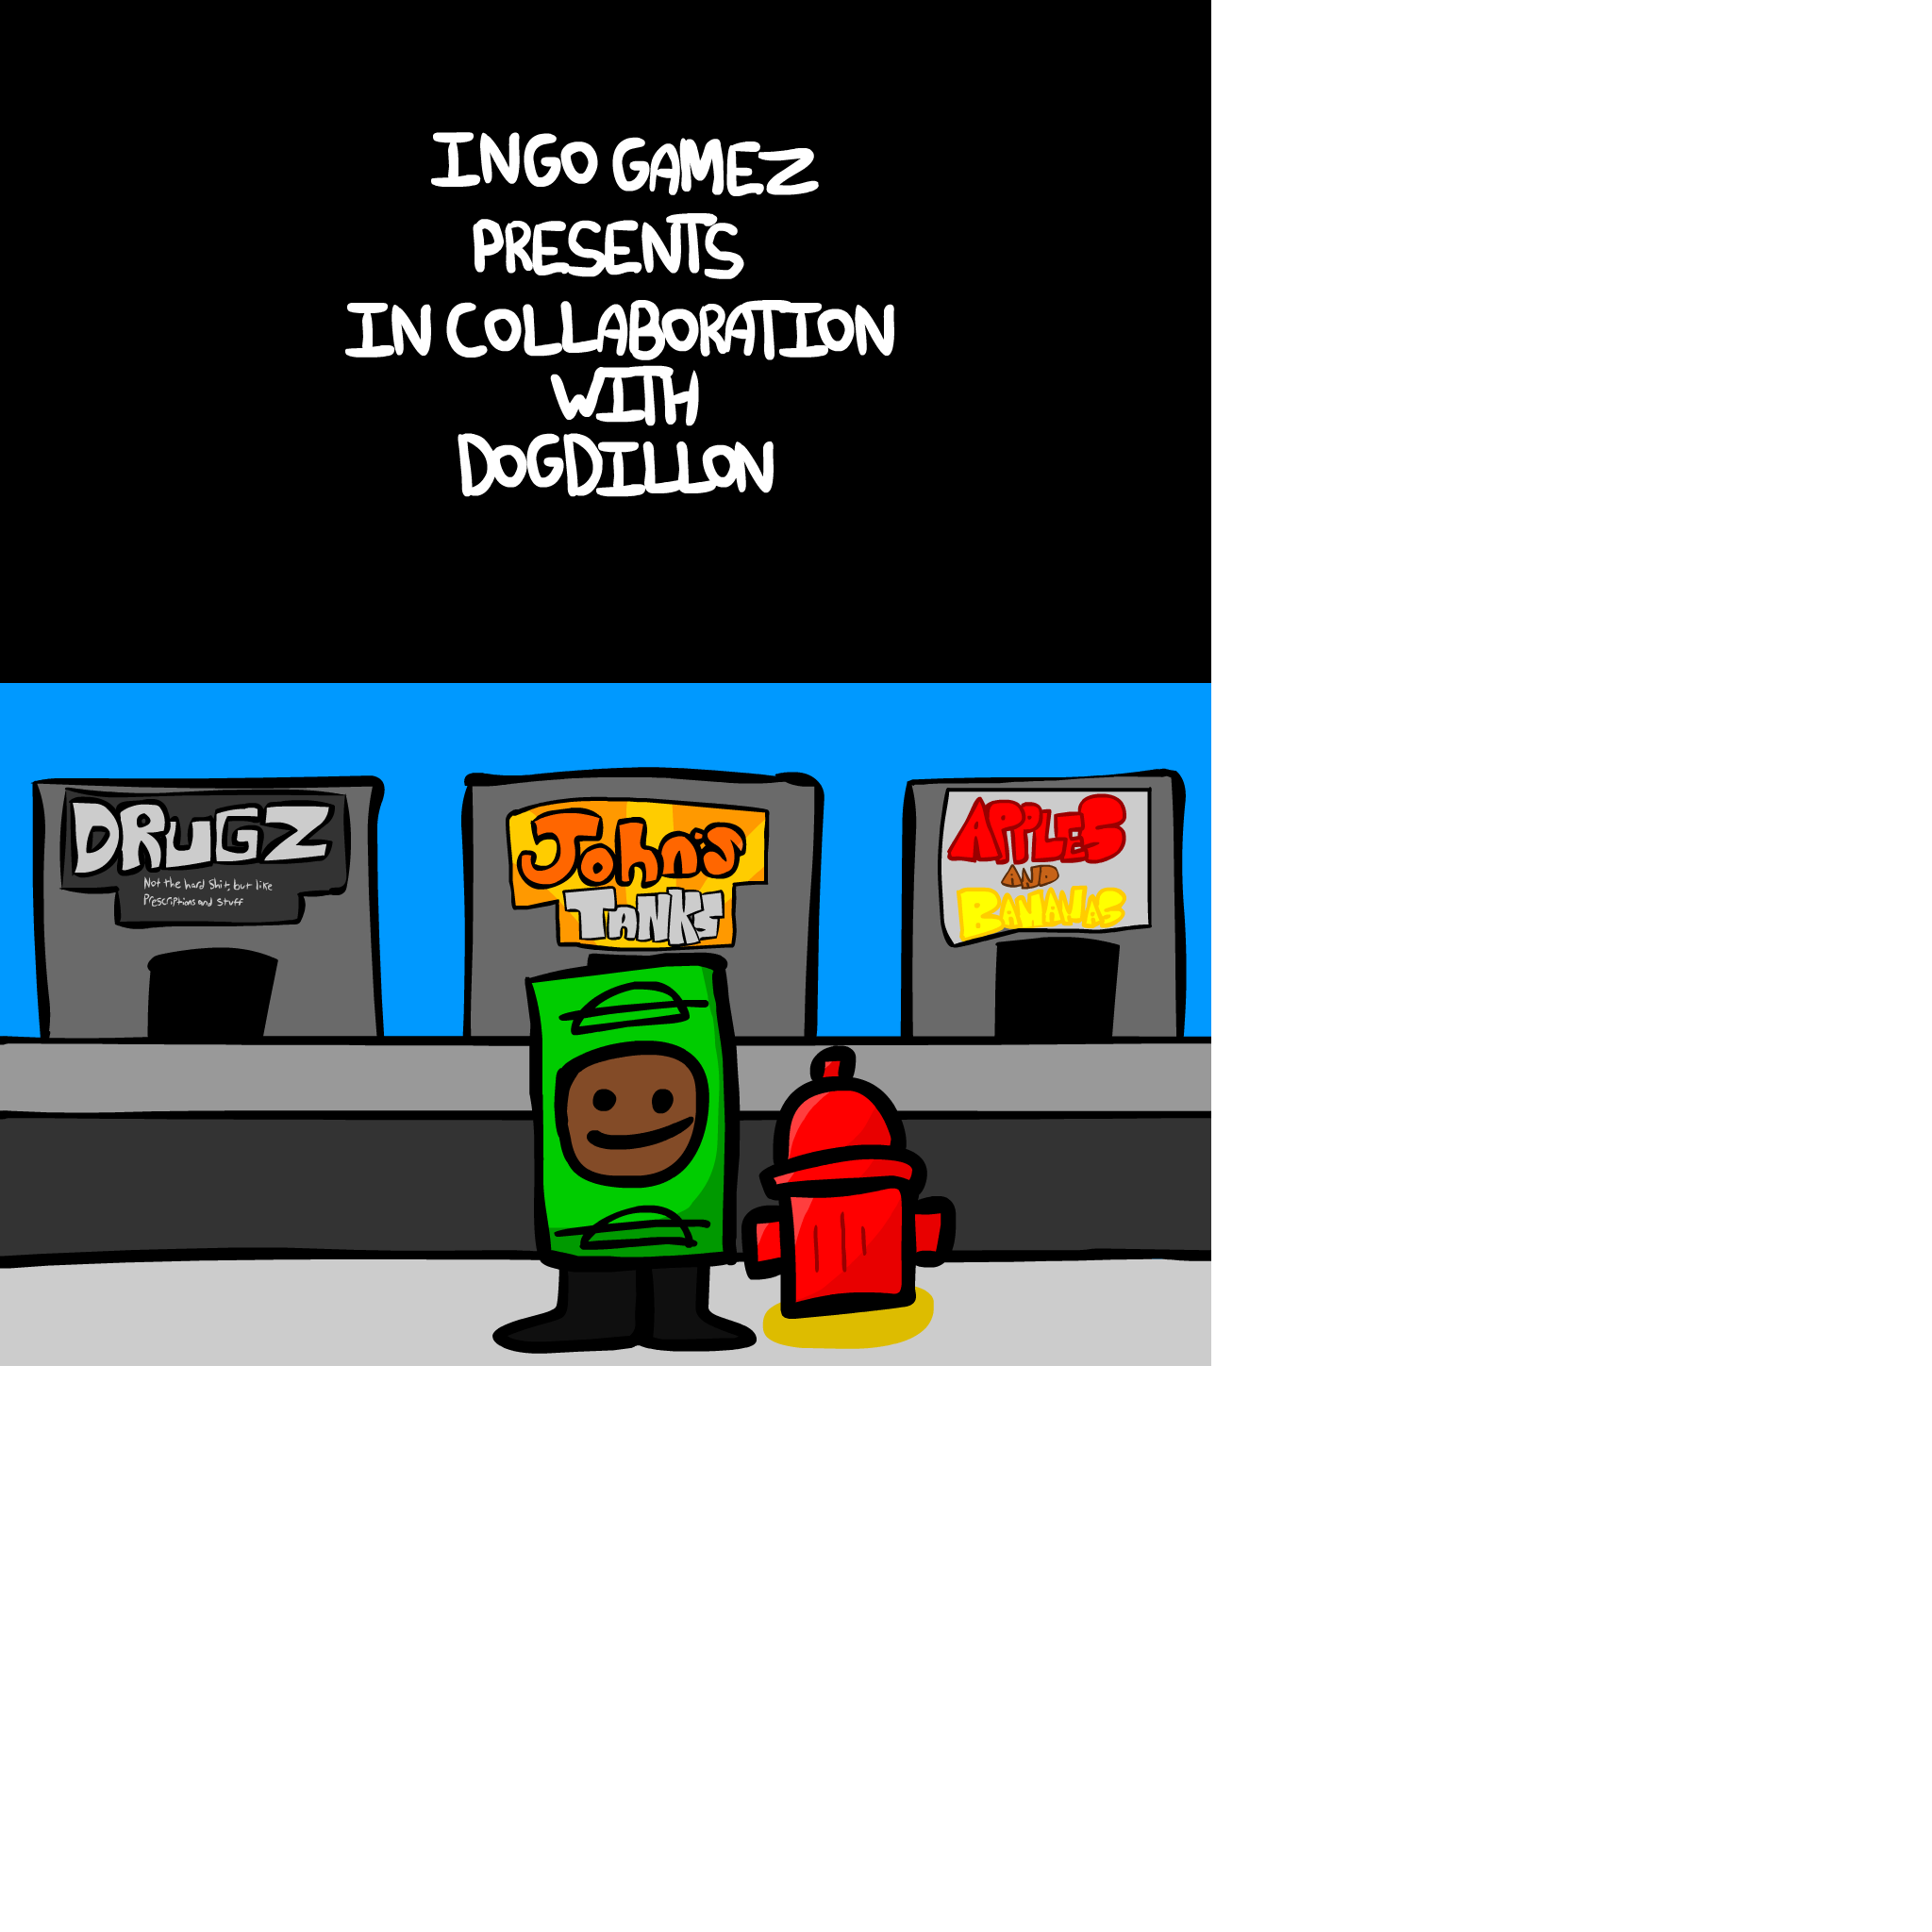 INGO GAMEZ
PRESENTS
IN COLLABORATION
WITH
DOGDILLON
DRUGZ
Not the hard shit, but like
Prescriptions and stuff
John's
TANKS
APPLES
AND
BANANAS